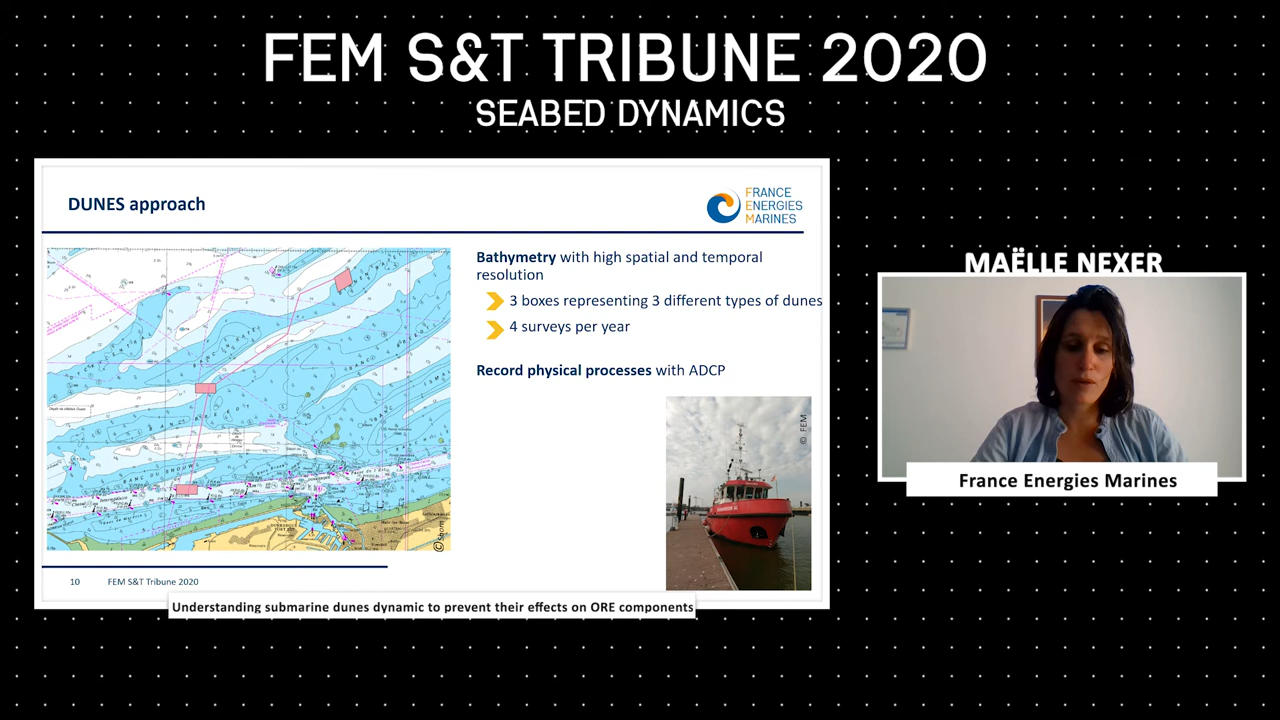 FEM S&T TRIBUNE 2020
SEABED DYNAMICS
DUNES approach
FRANCE
ENERGIES
MARINES
Bathymetry with high spatial and temporal
resolution
3 boxes representing 3 different types of dunes
4 surveys per year
Record physical processes with ADCP
© Shom
© FEM
10
FEM S&T Tribune 2020
Understanding submarine dunes dynamic to prevent their effects on ORE components
MAËLLE NEXER
France Energies Marines